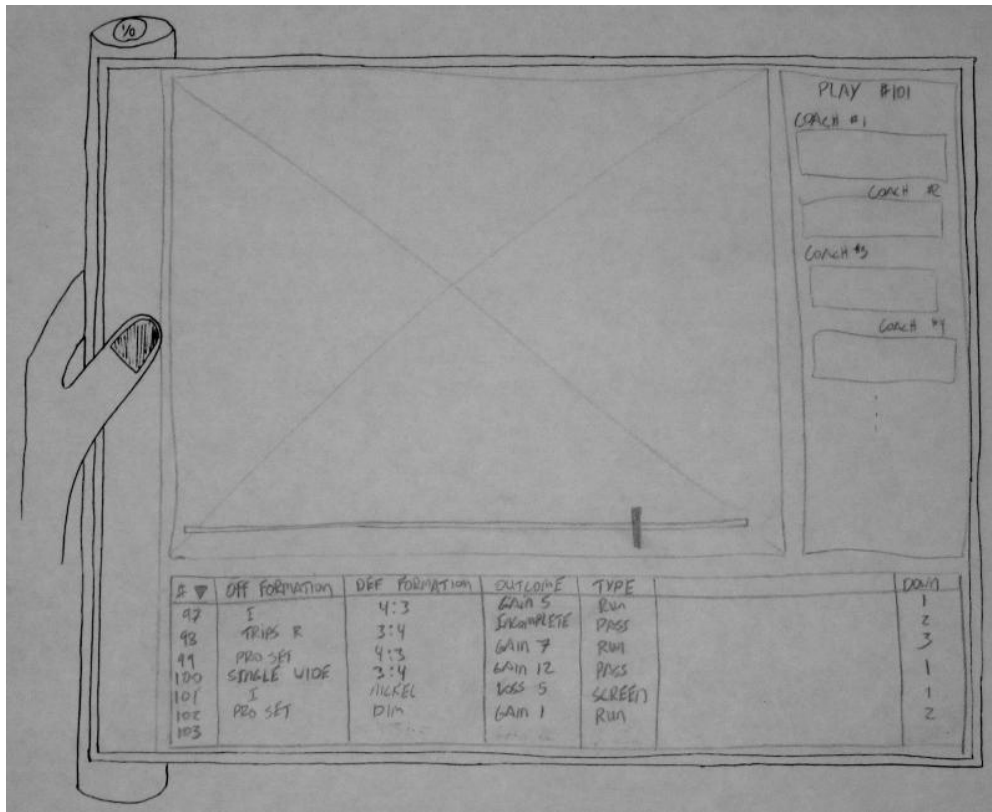 1/0
PLAY #101
COACH #1
COACH #2
COACH #3
COACH #4
# ▼ OFF FORMATION DEF FORMATION OUTCOME TYPE DOWN
97 I 4:3 GAIN 5 RUN 1
98 TRIPS R 3:4 INCOMPLETE PASS 2
99 PRO SET 4:3 GAIN 7 RUN 3
100 SINGLE WIDE 3:4 GAIN 12 PASS 1
101 I NICKEL LOSS 5 SCREEN 1
102 PRO SET DIM GAIN 1 RUN 2
103